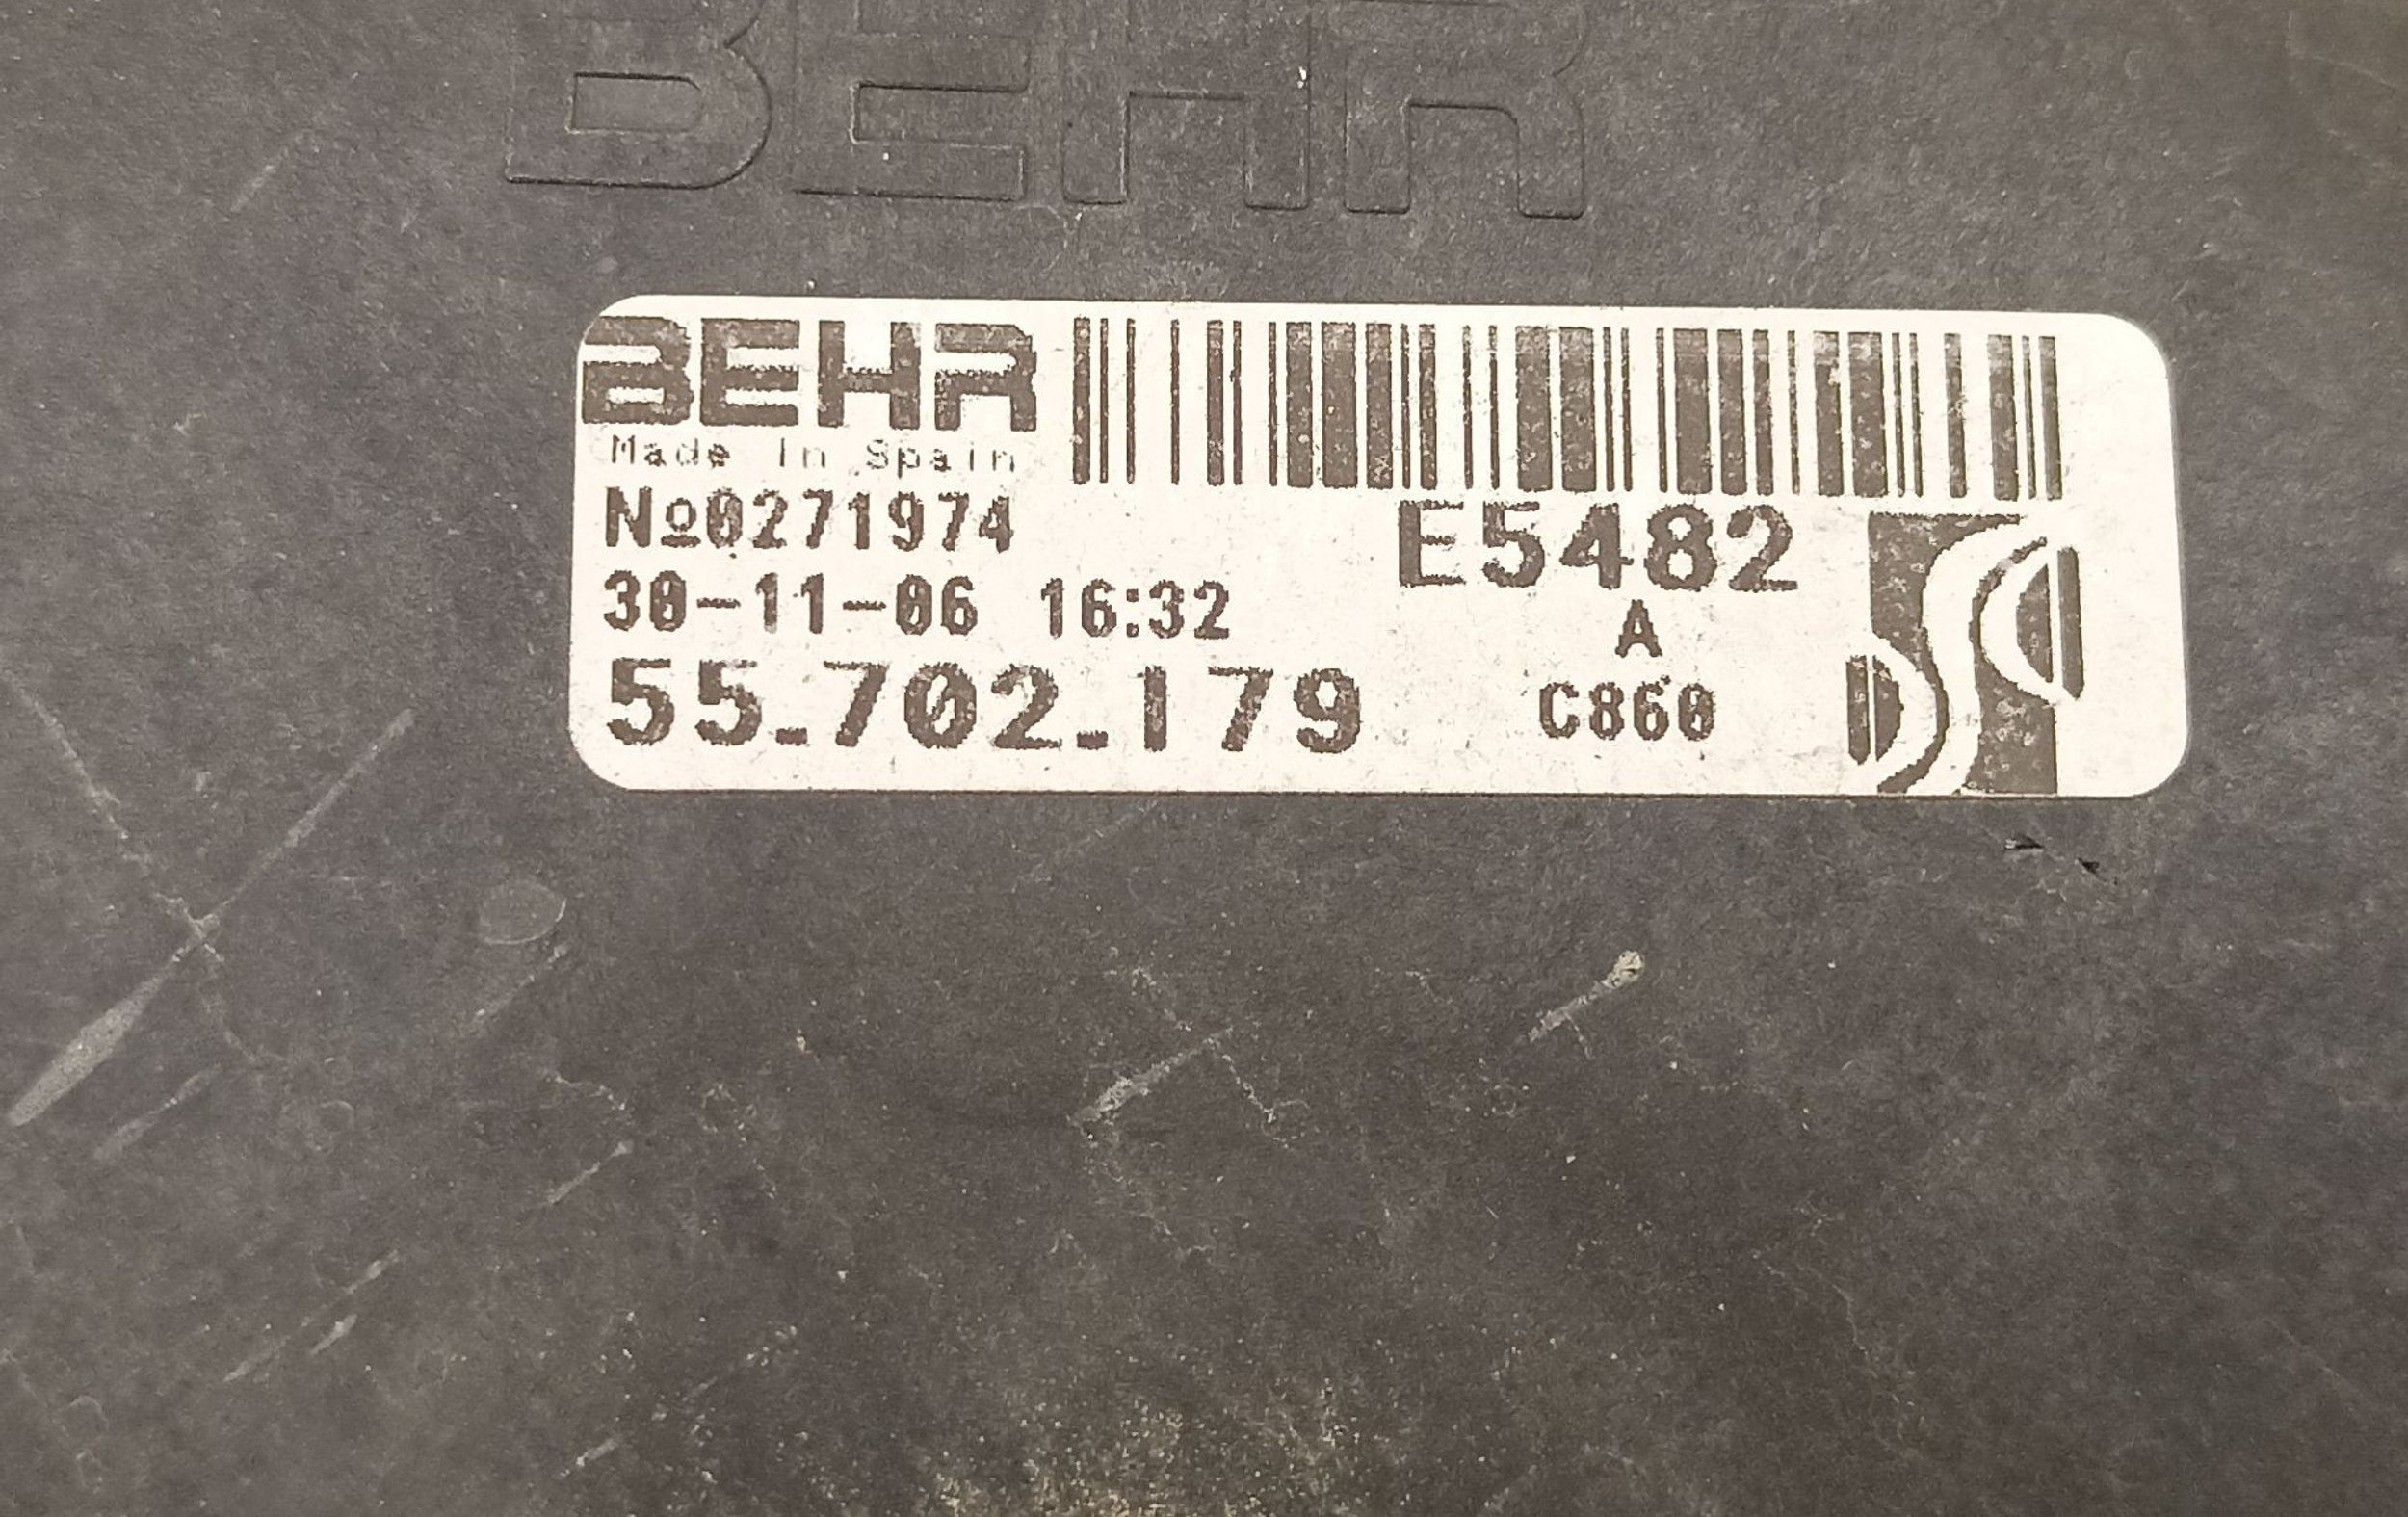 BEHR
BEHR
Made In Spain
Nº0271974
E5482
30-11-06 16:32
A
55.702.179
C860